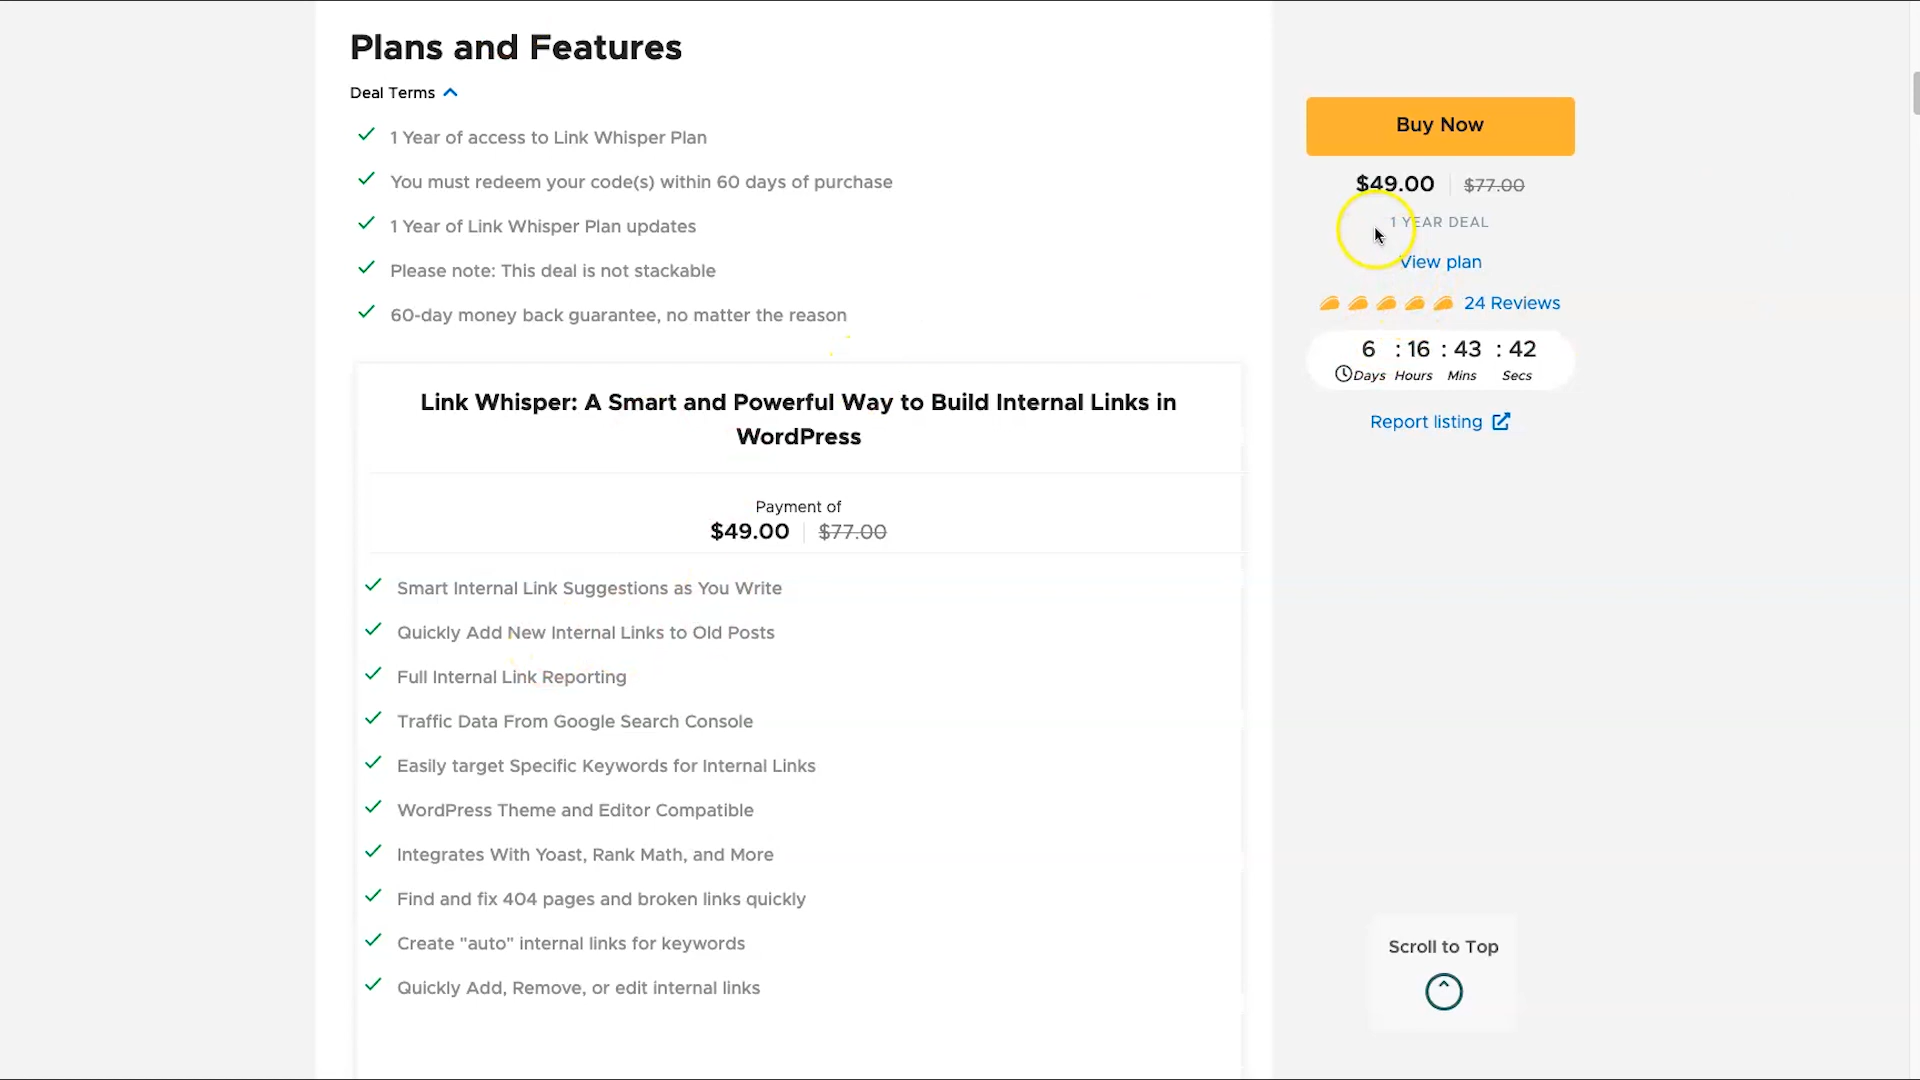 Plans and Features
Deal Terms
1 Year of access to Link Whisper Plan
You must redeem your code(s) within 60 days of purchase
1 Year of Link Whisper Plan updates
Please note: This deal is not stackable
60-day money back guarantee, no matter the reason
Link Whisper: A Smart and Powerful Way to Build Internal Links in
WordPress
Payment of
$49.00 $77.00
Smart Internal Link Suggestions as You Write
Quickly Add New Internal Links to Old Posts
Full Internal Link Reporting
Traffic Data From Google Search Console
Easily target Specific Keywords for Internal Links
WordPress Theme and Editor Compatible
Integrates With Yoast, Rank Math, and More
Find and fix 404 pages and broken links quickly
Create "auto" internal links for keywords
Quickly Add, Remove, or edit internal links
Buy Now
$49.00 $77.00
1 YEAR DEAL
View plan
24 Reviews
6 : 16 : 43 : 42
Days Hours Mins Secs
Report listing
Scroll to Top